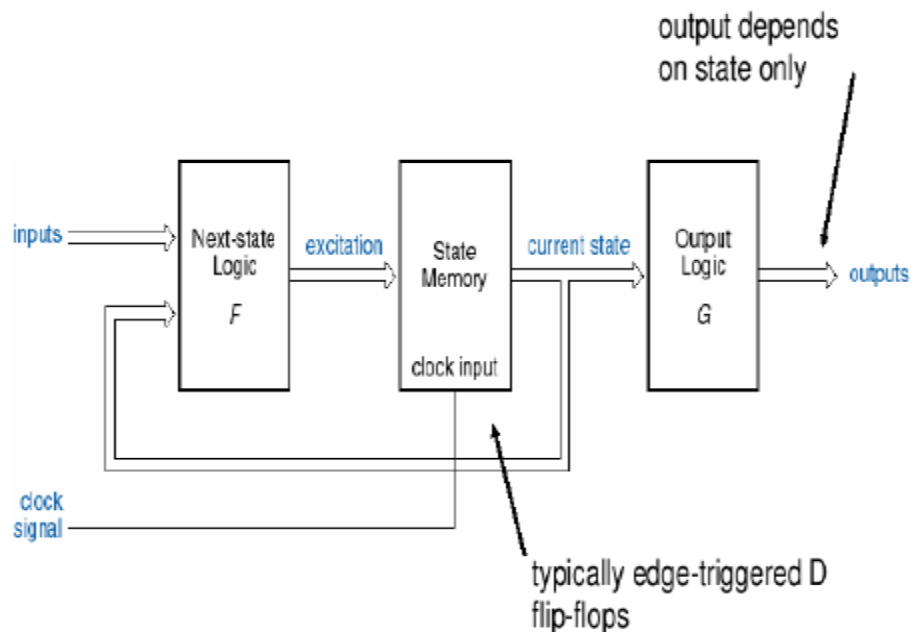 output depends
on state only
inputs
Next-state
Logic
F
excitation
State
Memory
clock input
current state
Output
Logic
G
outputs
clock
signal
typically edge-triggered D
flip-flops